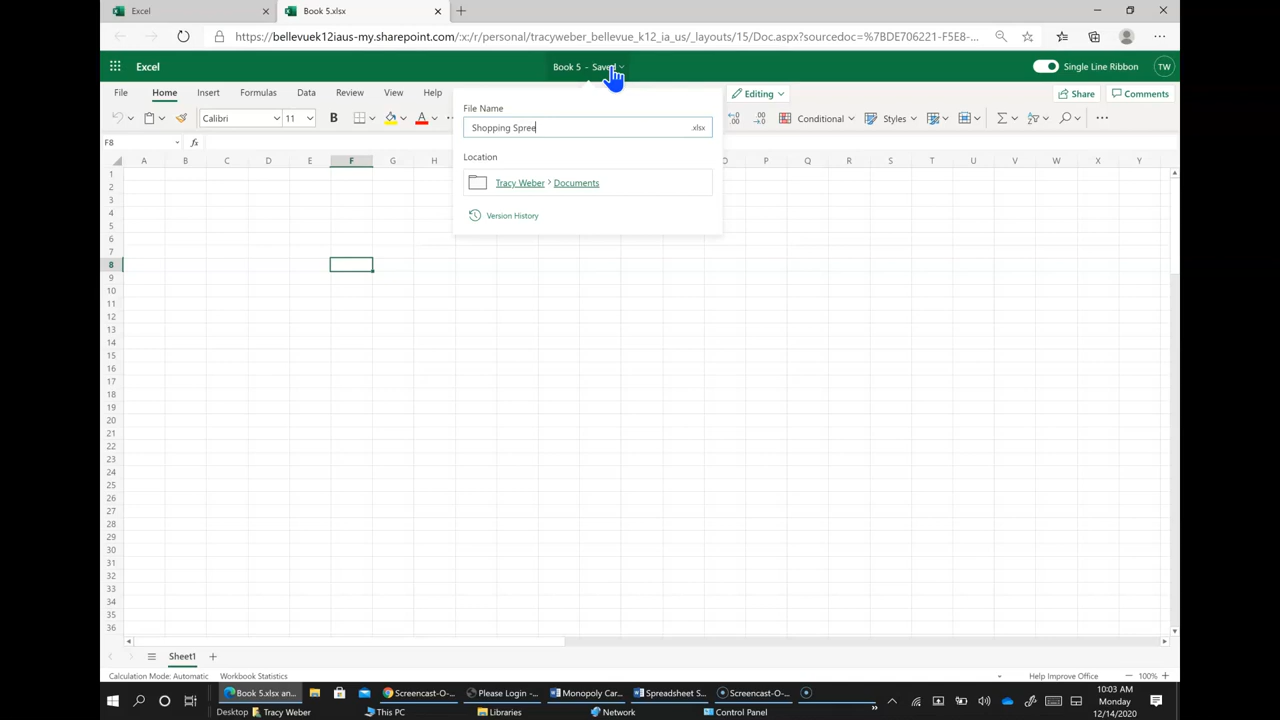 Excel
Book 5.xlsx
https://bellevuek12iaus-my.sharepoint.com/:x:/r/personal/tracyweber_bellevue_k12_ia_us/_layouts/15/Doc.aspx?sourcedoc=%7BDE706221-F5E8-...
Excel
Book 5 - Saved
Single Line Ribbon
TW
File Home Insert Formulas Data Review View Help
Editing
Share
Comments
Calibri 11 B A
Conditional
Styles
F8 fx
File Name
Shopping Spree
.xlsx
Location
Tracy Weber > Documents
Version History
A B C D E F G H O P Q R S T U V W X Y
1
2
3
4
5
6
7
8
9
10
11
12
13
14
15
16
17
18
19
20
21
22
23
24
25
26
27
28
29
30
31
32
33
34
35
36
Sheet1
Calculation Mode: Automatic Workbook Statistics
Help Improve Office
100%
Book 5.xlsx an...
Screencast-O-...
Please Login -...
Monopoly Car...
Spreadsheet S...
Screencast-O-...
10:03 AM
Monday
12/14/2020
Desktop
Tracy Weber
This PC
Libraries
Network
Control Panel